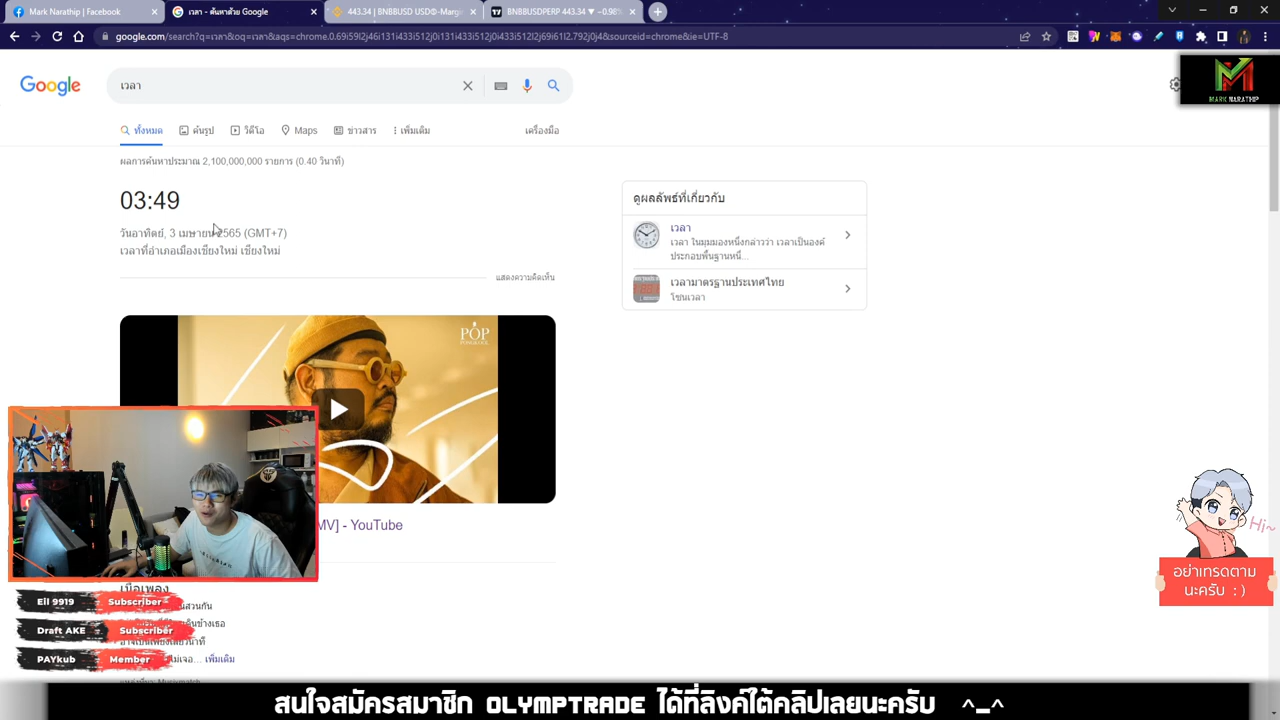 Mark Narathip | Facebook
เวลา - ค้นหาด้วย Google
443.34 | BNBBUSD USDⓈ-Margin
BNBBUSDPERP 443.34 ▼ −0.98%
google.com/search?q=เวลา&oq=เวลา&aqs=chrome.0.69i59l2j46i131i433i512j0i131i433i512j0i433i512l2j69i61l2.792j0j4&sourceid=chrome&ie=UTF-8
Google
เวลา
MARK NARATHIP
ทั้งหมด
ค้นรูป
วิดีโอ
Maps
ข่าวสาร
เพิ่มเติม
เครื่องมือ
ผลการค้นหาประมาณ 2,100,000,000 รายการ (0.40 วินาที)
03:49
วันอาทิตย์, 3 เมษายน 2565 (GMT+7)
เวลาที่อำเภอเมืองเชียงใหม่ เชียงใหม่
แสดงความคิดเห็น
ดูผลลัพธ์ที่เกี่ยวกับ
เวลา
เวลา ในมุมมองหนึ่งกล่าวว่า เวลาเป็นองค์
ประกอบพื้นฐานหนึ่...
เวลามาตรฐานประเทศไทย
โซนเวลา
POP
MV] - YouTube
เนื้อเพลง
ไม่เจอ... เพิ่มเติม
Eil 9919 Subscriber
Draft AKE Subscriber
PAYkub Member
Hi~
อย่าเทรดตาม
นะครับ : )
สนใจสมัครสมาชิก OLYMPTRADE ได้ที่ลิงค์ใต้คลิปเลยนะครับ ^_^